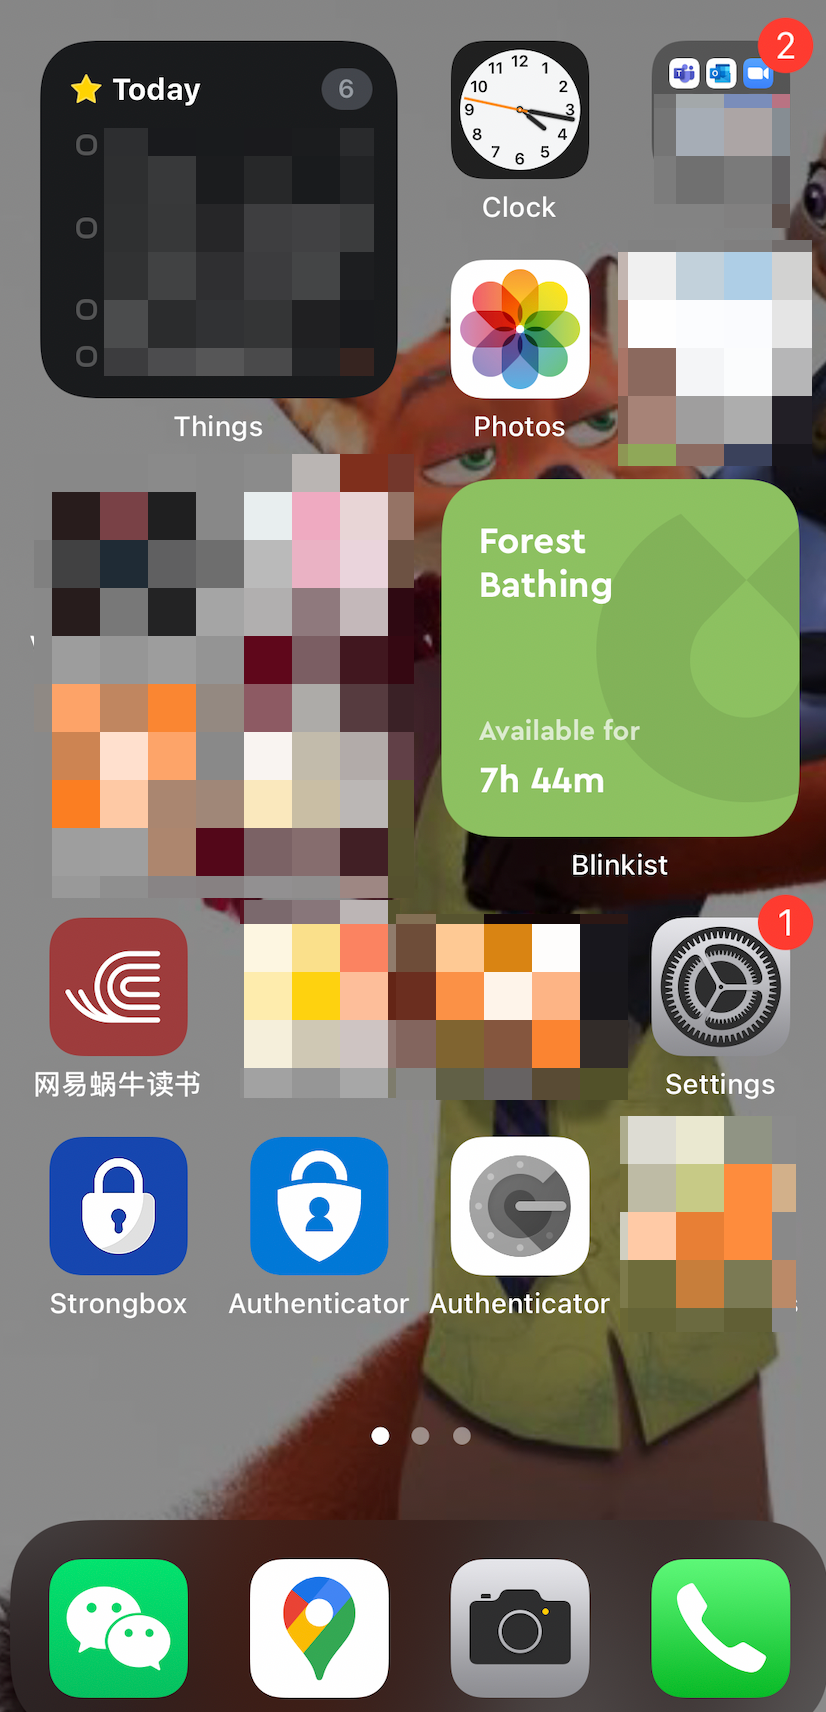 Today
6
Things
12
1
2
3
4
5
6
7
8
9
10
11
Clock
2
Photos
Forest
Bathing
Available for
7h 44m
Blinkist
网易蜗牛读书
1
Settings
Strongbox
Authenticator
Authenticator